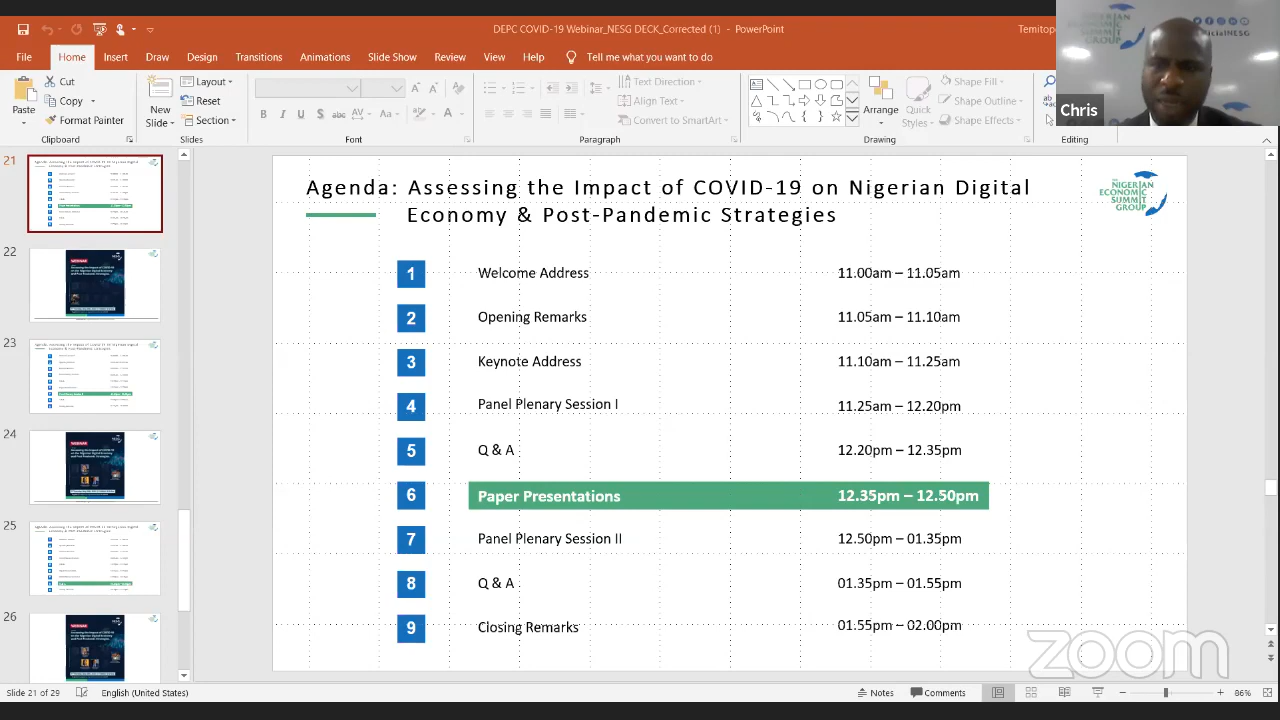 DEPC COVID-19 Webinar_NESG DECK_Corrected (1) - PowerPoint
Temitop
File Home Insert Draw Design Transitions Animations Slide Show Review View Help Tell me what you want to do
Paste
Cut
Copy
Format Painter
Clipboard
New
Slide
Layout
Reset
Section
Slides
Paragraph
Text Direction
Align Text
Convert to SmartArt
Arrange
Quick
Styles
Shape Fill
Shape Outline
Shape Effects
Drawing
Editing
NIGERIAN
ECONOMIC
SUMMIT
GROUP
Chris
21
22
23
24
25
26
Agenda: Assessing the Impact of COVID-19 on Nigerian Digital
Economy & Post-Pandemic Strategies
THE
NIGERIAN
ECONOMIC
SUMMIT
GROUP
1 Welcome Address 11.00am – 11.05am
2 Opening Remarks 11.05am – 11.10am
3 Keynote Address 11.10am – 11.25am
4 Panel Plenary Session I 11.25am – 12.20pm
5 Q & A 12.20pm – 12.35pm
6 Paper Presentations 12.35pm – 12.50pm
7 Panel Plenary Session II 12.50pm – 01.35pm
8 Q & A 01.35pm – 01.55pm
9 Closing Remarks 01.55pm – 02.00pm
zoom
Slide 21 of 29 English (United States) Notes Comments 86%